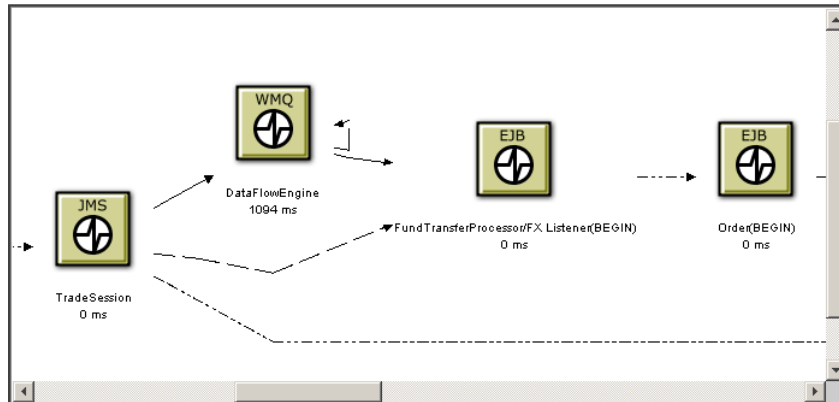 WMQ
DataFlowEngine
1094 ms
EJB
FundTransferProcessor/FX Listener(BEGIN)
0 ms
EJB
Order(BEGIN)
0 ms
JMS
TradeSession
0 ms